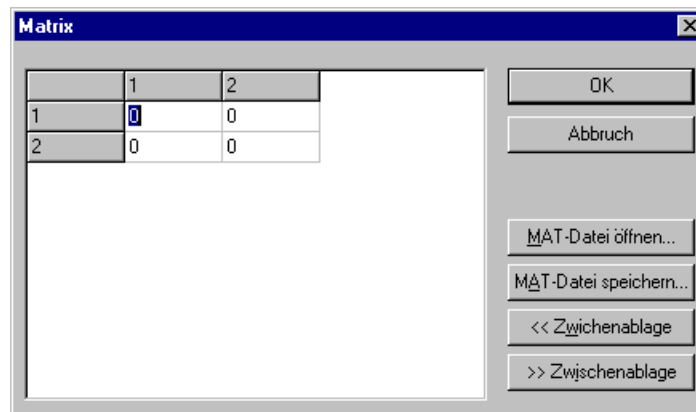 Matrix
1 2
1 0 0
2 0 0
OK
Abbruch
MAT-Datei öffnen...
MAT-Datei speichern...
<< Zwichenablage
>> Zwischenablage